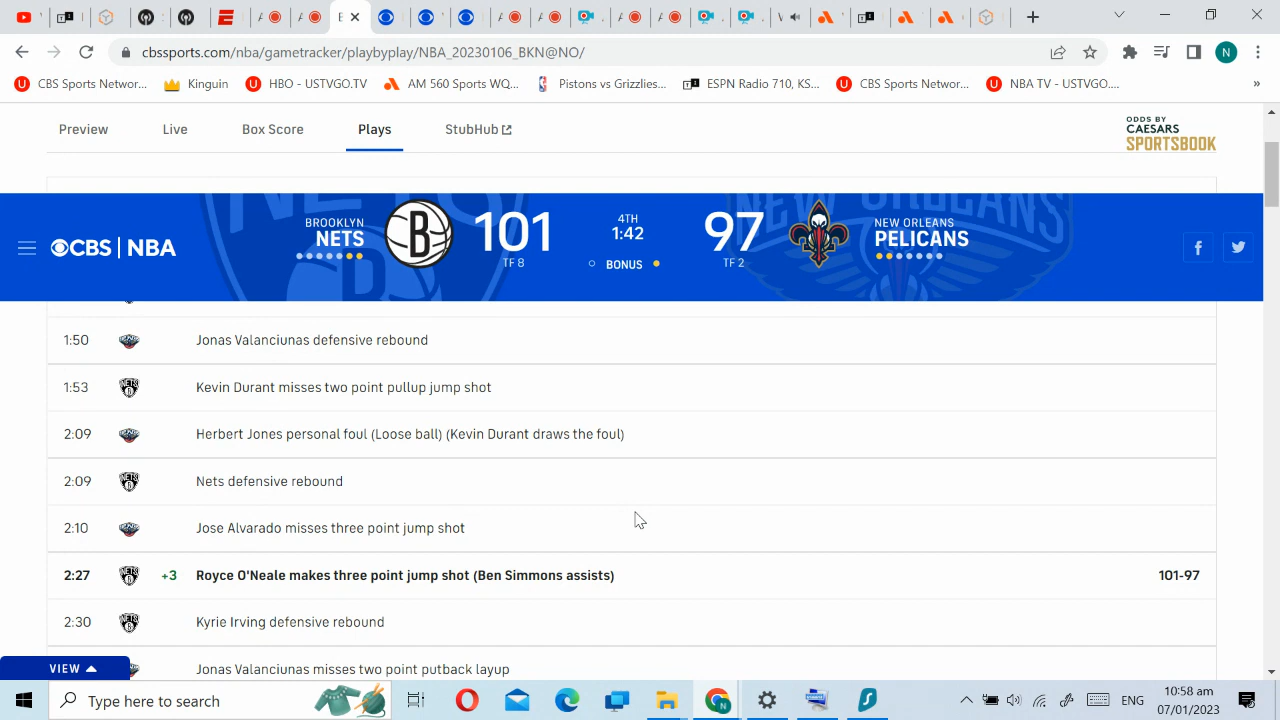 cbssports.com/nba/gametracker/playbyplay/NBA_20230106_BKN@NO/
N
CBS Sports Networ...
Kinguin
HBO - USTVGO.TV
AM 560 Sports WQ...
Pistons vs Grizzlies...
ESPN Radio 710, KS...
CBS Sports Networ...
NBA TV - USTVGO....
»
Preview
Live
Box Score
Plays
StubHub
ODDS BY
CAESARS
SPORTSBOOK
CBS | NBA
BROOKLYN
NETS
101
TF 8
4TH
1:42
BONUS
97
TF 2
NEW ORLEANS
PELICANS
1:50 Jonas Valanciunas defensive rebound
1:53 Kevin Durant misses two point pullup jump shot
2:09 Herbert Jones personal foul (Loose ball) (Kevin Durant draws the foul)
2:09 Nets defensive rebound
2:10 Jose Alvarado misses three point jump shot
2:27 +3 Royce O'Neale makes three point jump shot (Ben Simmons assists) 101-97
2:30 Kyrie Irving defensive rebound
Jonas Valanciunas misses two point putback layup
VIEW
Type here to search
ENG
10:58 am
07/01/2023